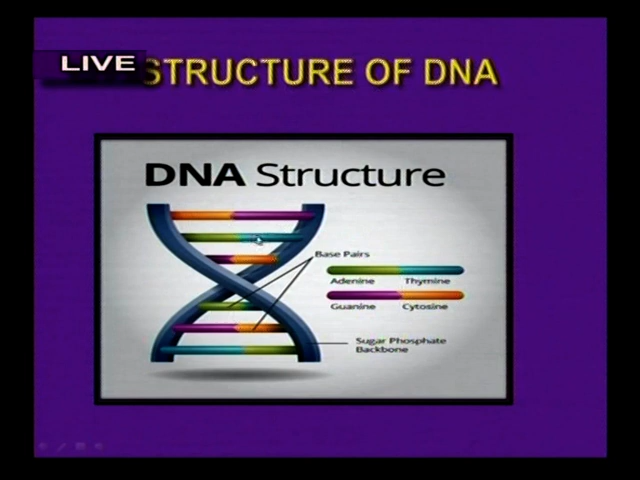 LIVE
STRUCTURE OF DNA
DNA Structure
Base Pairs
Adenine Thymine
Guanine Cytosine
Sugar Phosphate
Backbone